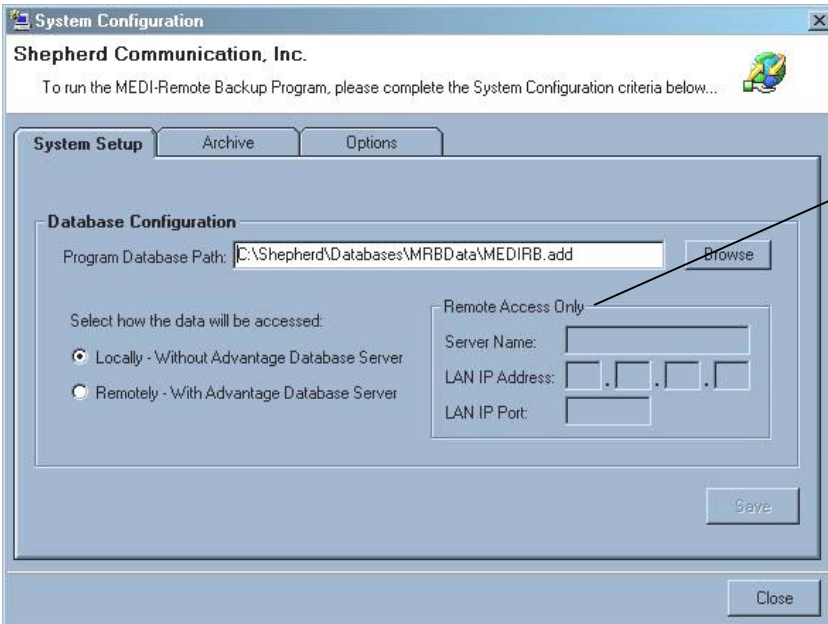 System Configuration
Shepherd Communication, Inc.
To run the MEDI-Remote Backup Program, please complete the System Configuration criteria below...
System Setup
Archive
Options
Database Configuration
Program Database Path: C:\Shepherd\Databases\MRBData\MEDIRB.add
Browse
Select how the data will be accessed:
Locally - Without Advantage Database Server
Remotely - With Advantage Database Server
Remote Access Only
Server Name:
LAN IP Address: . . .
LAN IP Port:
Save
Close